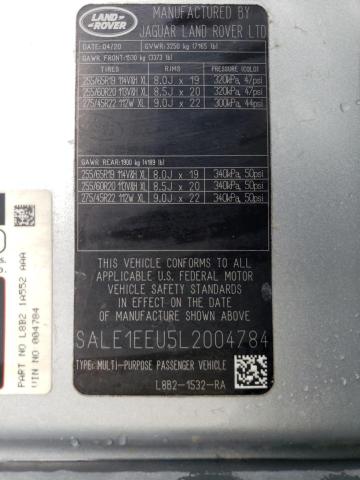 LAND-
ROVER
MANUFACTURED BY
JAGUAR LAND ROVER LTD
DATE: 04/20 GVWR: 3250 kg (7165 lb)
GAWR FRONT: 1530 kg (3373 lb)
TIRES RIMS PRESSURE (COLD)
255/65R19 114V&H XL 8.0J x 19 320kPa, 47psi
255/60R20 113V&H XL 8.5J x 20 320kPa, 47psi
275/45R22 112W XL 9.0J x 22 300kPa, 44psi
GAWR REAR: 1900 kg (4189 lb)
255/65R19 114V&H XL 8.0J x 19 340kPa, 50psi
255/60R20 113V&H XL 8.5J x 20 340kPa, 50psi
275/45R22 112W XL 9.0J x 22 340kPa, 50psi
THIS VEHICLE CONFORMS TO ALL
APPLICABLE U.S. FEDERAL MOTOR
VEHICLE SAFETY STANDARDS
IN EFFECT ON THE DATE
OF MANUFACTURE SHOWN ABOVE
SALE1EEU5L2004784
TYPE: MULTI-PURPOSE PASSENGER VEHICLE
L8B2-1532-RA
PART NO L8B2 1A552 AAA
VIN NO 004784